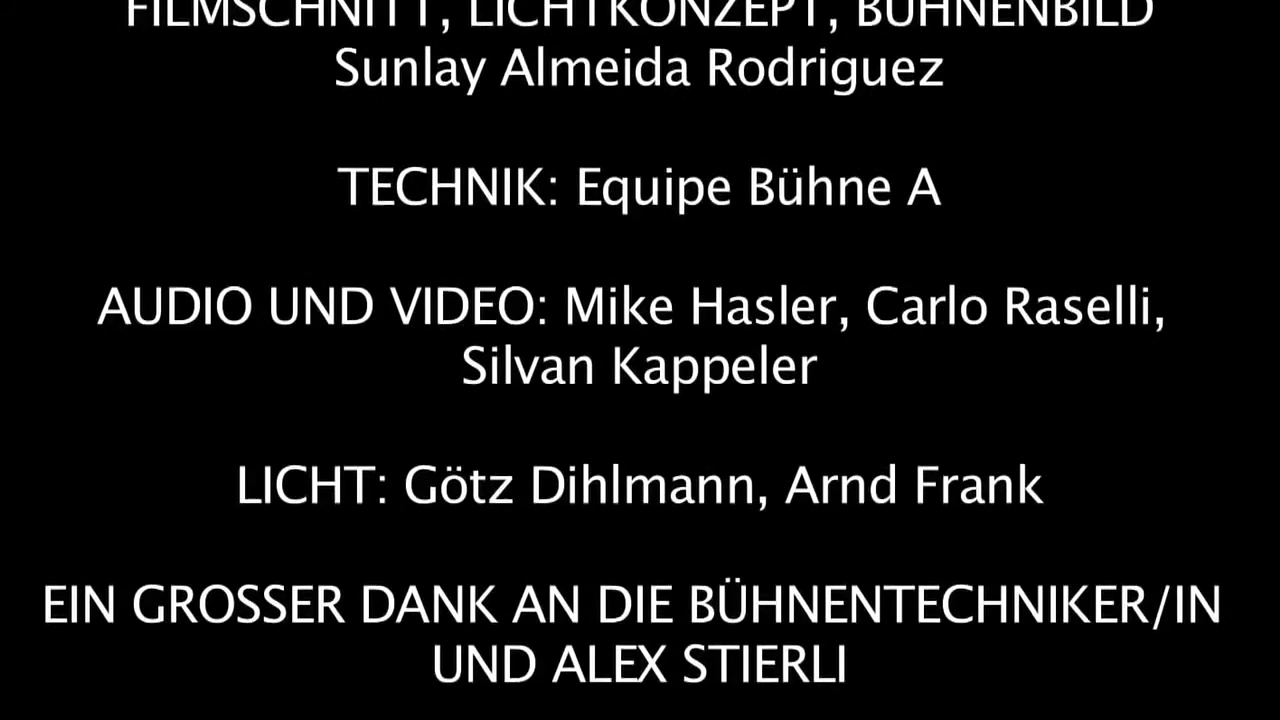 FILMSCHNITT, LICHTKONZEPT, BÜHNENBILD
Sunlay Almeida Rodriguez
TECHNIK: Equipe Bühne A
AUDIO UND VIDEO: Mike Hasler, Carlo Raselli,
Silvan Kappeler
LICHT: Götz Dihlmann, Arnd Frank
EIN GROSSER DANK AN DIE BÜHNENTECHNIKER/IN
UND ALEX STIERLI